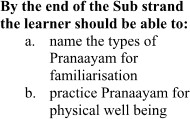 By the end of the Sub strand
the learner should be able to:
a. name the types of
Pranaayam for
familiarisation
b. practice Pranaayam for
physical well being